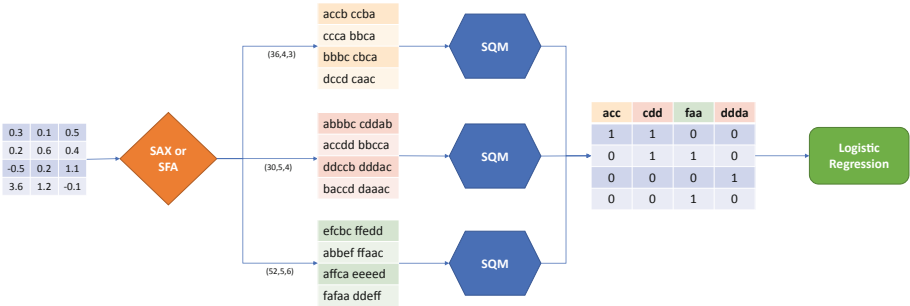 0.3 0.1 0.5
0.2 0.6 0.4
-0.5 0.2 1.1
3.6 1.2 -0.1
SAX or
SFA
(36,4,3)
(30,5,4)
(52,5,6)
accb ccba
ccca bbca
bbbc cbca
dccd caac
abbbc cddab
accdd bbcca
ddccb dddac
baccd daaac
efcbc ffedd
abbef ffaac
affca eeeed
fafaa ddeff
SQM
SQM
SQM
acc cdd faa ddda
1 1 0 0
0 1 1 0
0 0 0 1
0 0 1 0
Logistic
Regression